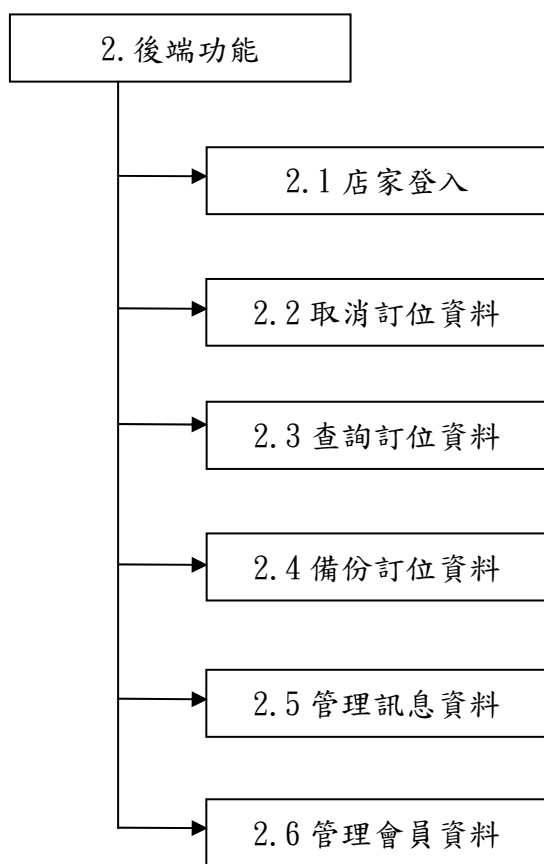 2.後端功能
2.1 店家登入
2.2 取消訂位資料
2.3 查詢訂位資料
2.4 備份訂位資料
2.5 管理訊息資料
2.6 管理會員資料